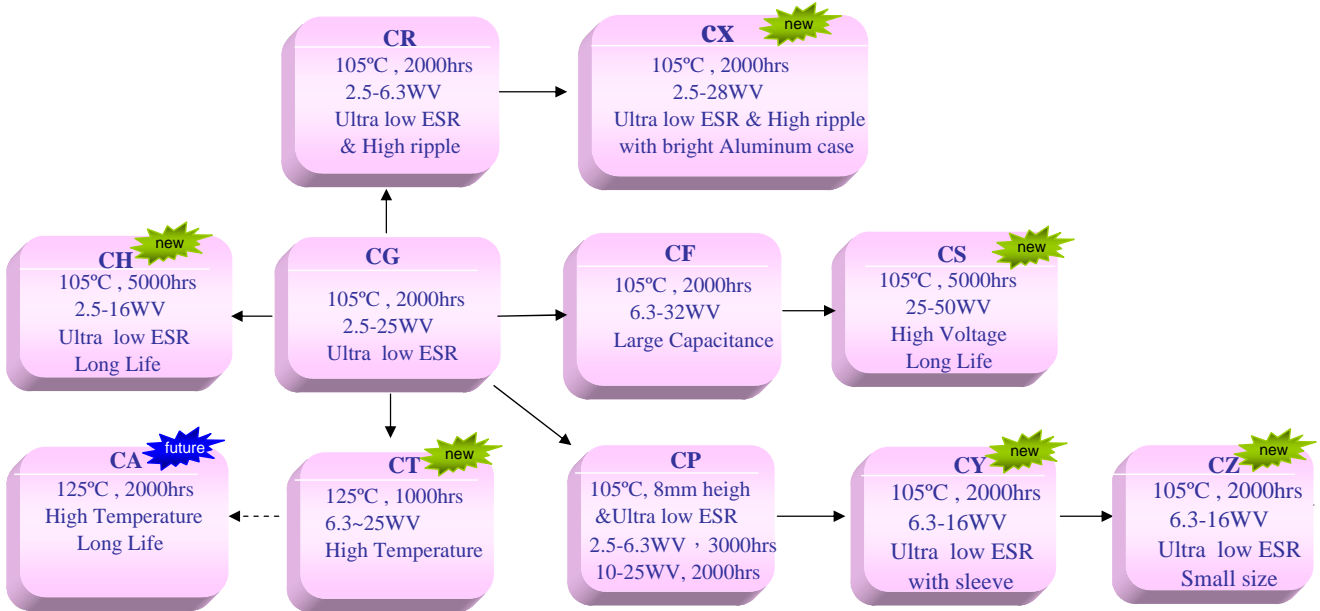 new
CR
105ºC , 2000hrs
2.5-6.3WV
Ultra low ESR
& High ripple
CX
105ºC , 2000hrs
2.5-28WV
Ultra low ESR & High ripple
with bright Aluminum case
new
CH
105ºC , 5000hrs
2.5-16WV
Ultra low ESR
Long Life
CG
105ºC , 2000hrs
2.5-25WV
Ultra low ESR
CF
105ºC , 2000hrs
6.3-32WV
Large Capacitance
new
CS
105ºC , 5000hrs
25-50WV
High Voltage
Long Life
future
CA
125ºC , 2000hrs
High Temperature
Long Life
new
CT
125ºC , 1000hrs
6.3~25WV
High Temperature
CP
105ºC, 8mm heigh
&Ultra low ESR
2.5-6.3WV，3000hrs
10-25WV, 2000hrs
new
CY
105ºC , 2000hrs
6.3-16WV
Ultra low ESR
with sleeve
new
CZ
105ºC , 2000hrs
6.3-16WV
Ultra low ESR
Small size